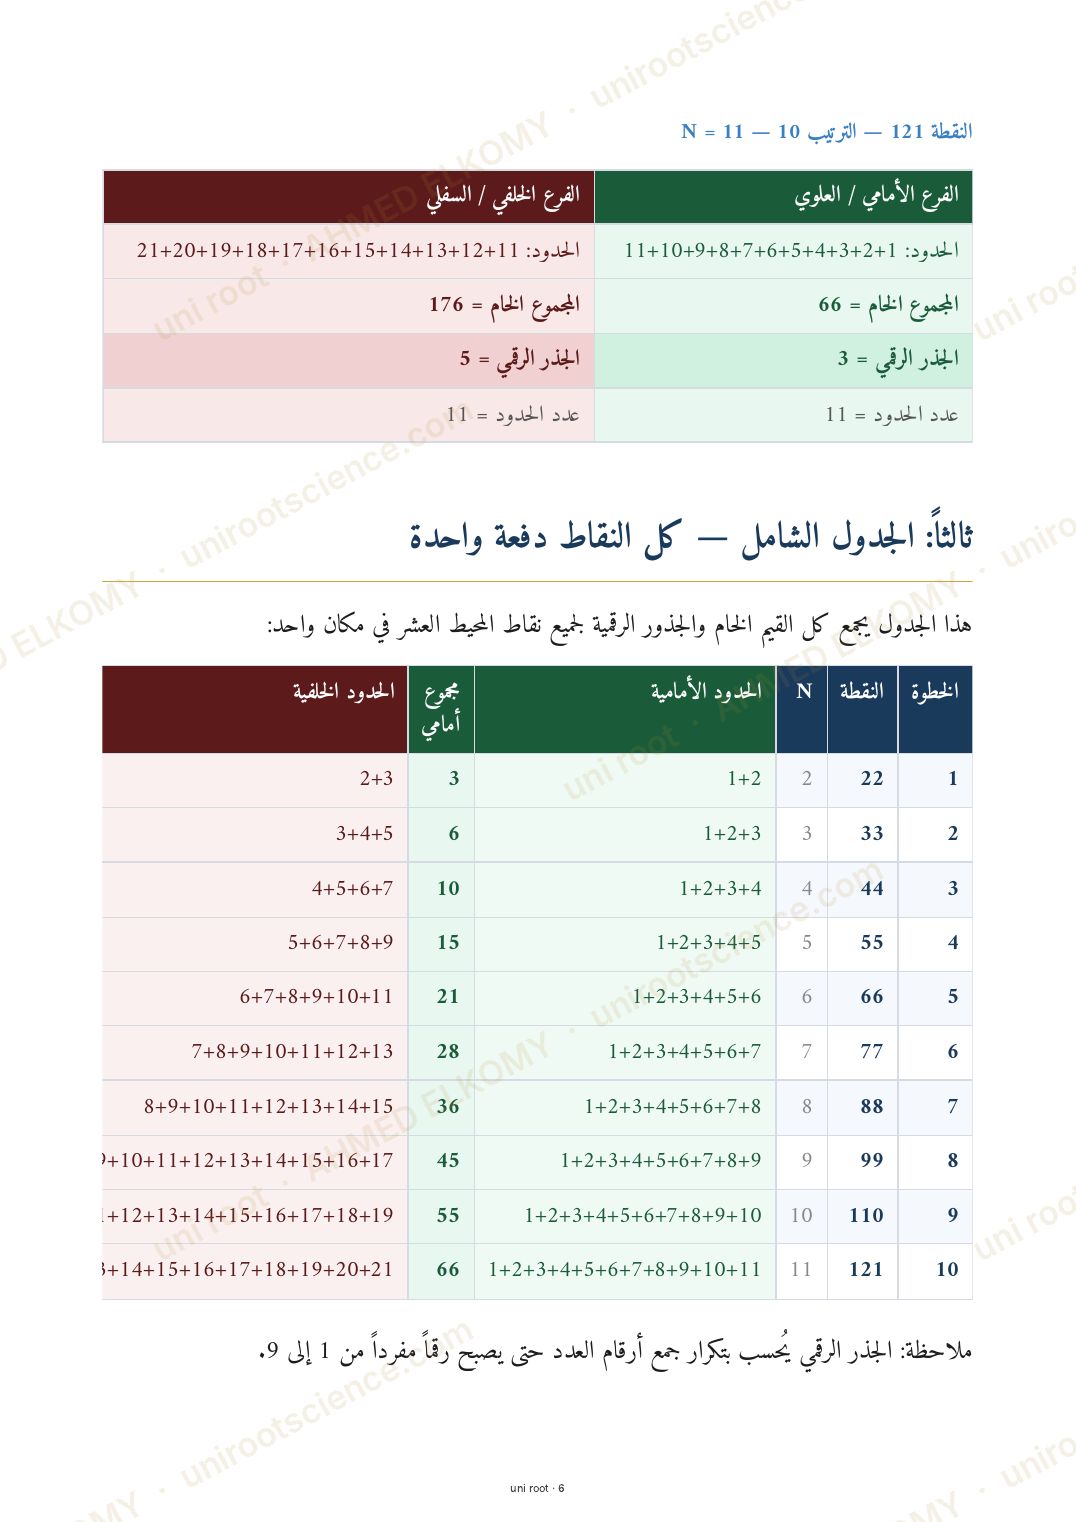 النقطة 121 — الترتيب 10 — N = 11
الفرع الأمامي / العلوي الفرع الخلفي / السفلي
الحدود: 1+2+3+4+5+6+7+8+9+10+11 الحدود: 11+12+13+14+15+16+17+18+19+20+21
المجموع الخام = 66 المجموع الخام = 176
الجذر الرقمي = 3 الجذر الرقمي = 5
عدد الحدود = 11 عدد الحدود = 11
ثالثاً: الجدول الشامل — كل النقاط دفعة واحدة
هذا الجدول يجمع كل القيم الخام والجذور الرقمية لجميع نقاط المحيط العشر في مكان واحد:
الخطوة النقطة N الحدود الأمامية مجموع أمامي الحدود الخلفية
1 22 2 1+2 3 2+3
2 33 3 1+2+3 6 3+4+5
3 44 4 1+2+3+4 10 4+5+6+7
4 55 5 1+2+3+4+5 15 5+6+7+8+9
5 66 6 1+2+3+4+5+6 21 6+7+8+9+10+11
6 77 7 1+2+3+4+5+6+7 28 7+8+9+10+11+12+13
7 88 8 1+2+3+4+5+6+7+8 36 8+9+10+11+12+13+14+15
8 99 9 1+2+3+4+5+6+7+8+9 45 +10+11+12+13+14+15+16+17
9 110 10 1+2+3+4+5+6+7+8+9+10 55 +12+13+14+15+16+17+18+19
10 121 11 1+2+3+4+5+6+7+8+9+10+11 66 +14+15+16+17+18+19+20+21
ملاحظة: الجذر الرقمي يُحسب بتكرار جمع أرقام العدد حتى يصبح رقماً مفرداً من 1 إلى 9.
uni root · 6
uni root · AHMED ELKOMY · unirootscience.com